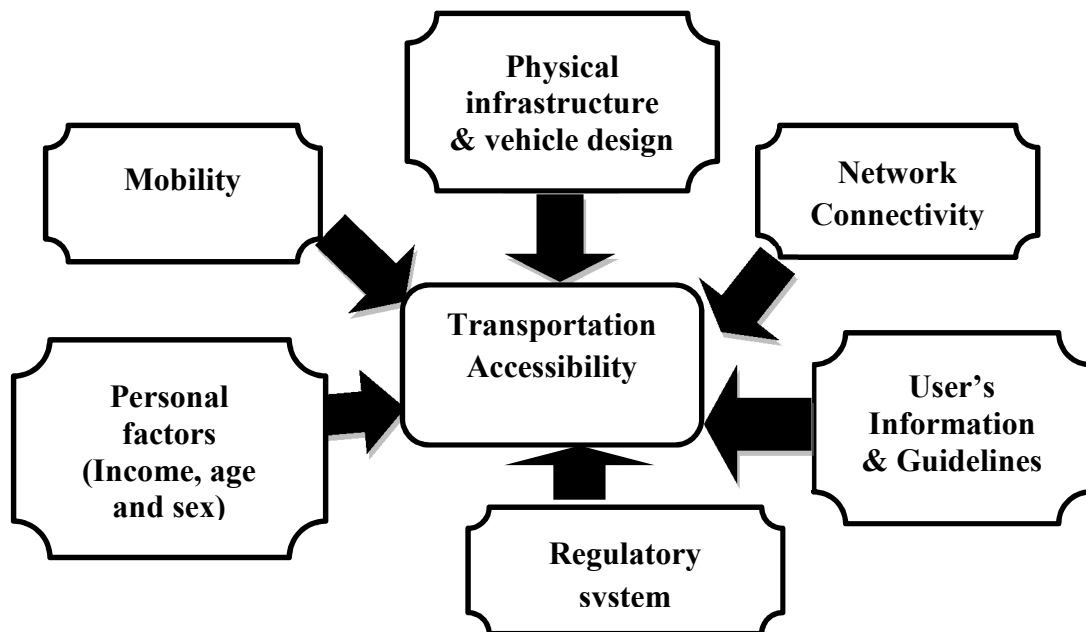 Physical
infrastructure
& vehicle design
Mobility
Network
Connectivity
Transportation
Accessibility
Personal
factors
(Income, age
and sex)
User’s
Information
& Guidelines
Regulatory
system